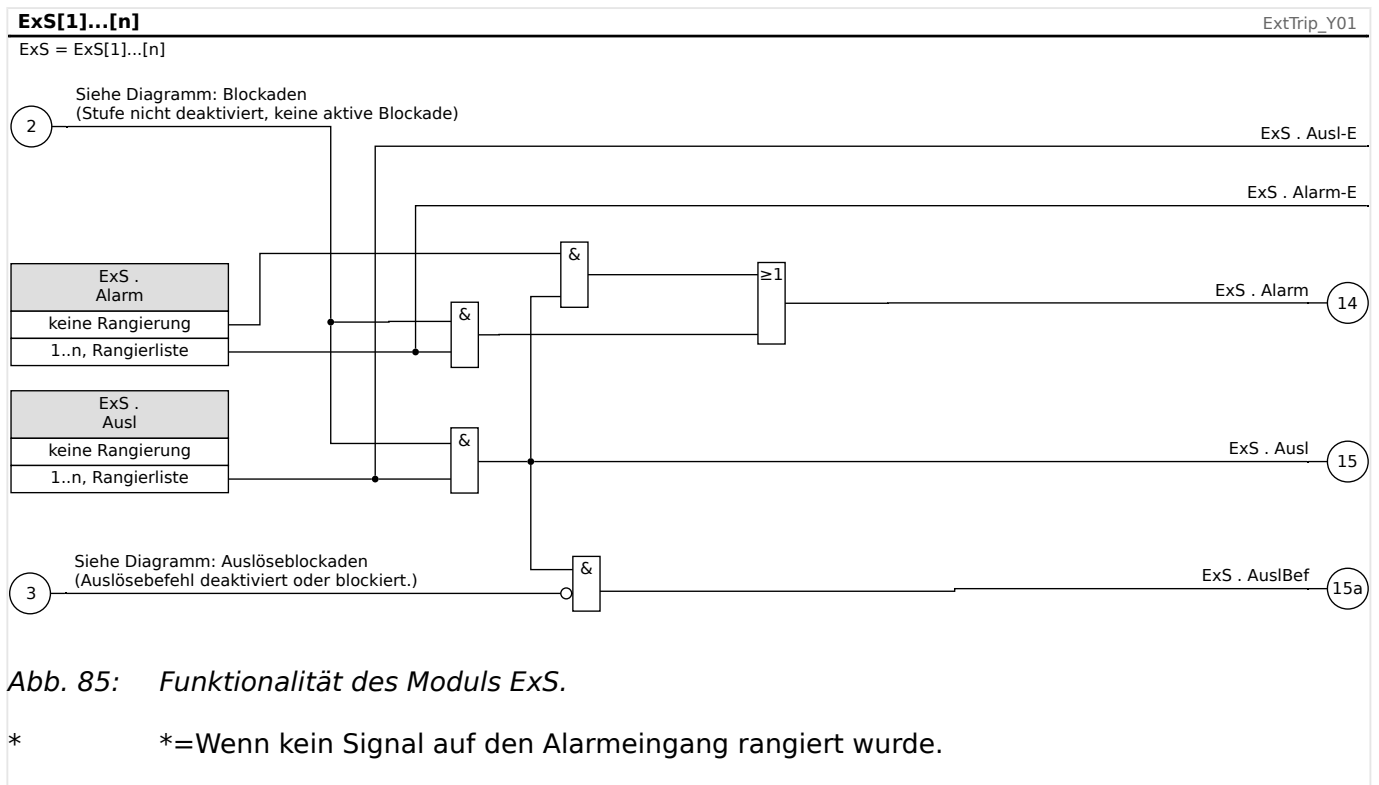 ExS[1]...[n]
ExtTrip_Y01
ExS = ExS[1]...[n]
Siehe Diagramm: Blockaden
(Stufe nicht deaktiviert, keine aktive Blockade)
2
ExS . Ausl-E
ExS . Alarm-E
&
≥1
ExS .
Alarm
keine Rangierung
1..n, Rangierliste
&
ExS . Alarm
14
ExS .
Ausl
keine Rangierung
1..n, Rangierliste
&
ExS . Ausl
15
Siehe Diagramm: Auslöseblockaden
(Auslösebefehl deaktiviert oder blockiert.)
3
&
ExS . AuslBef
15a
Abb. 85: Funktionalität des Moduls ExS.
* *=Wenn kein Signal auf den Alarmeingang rangiert wurde.